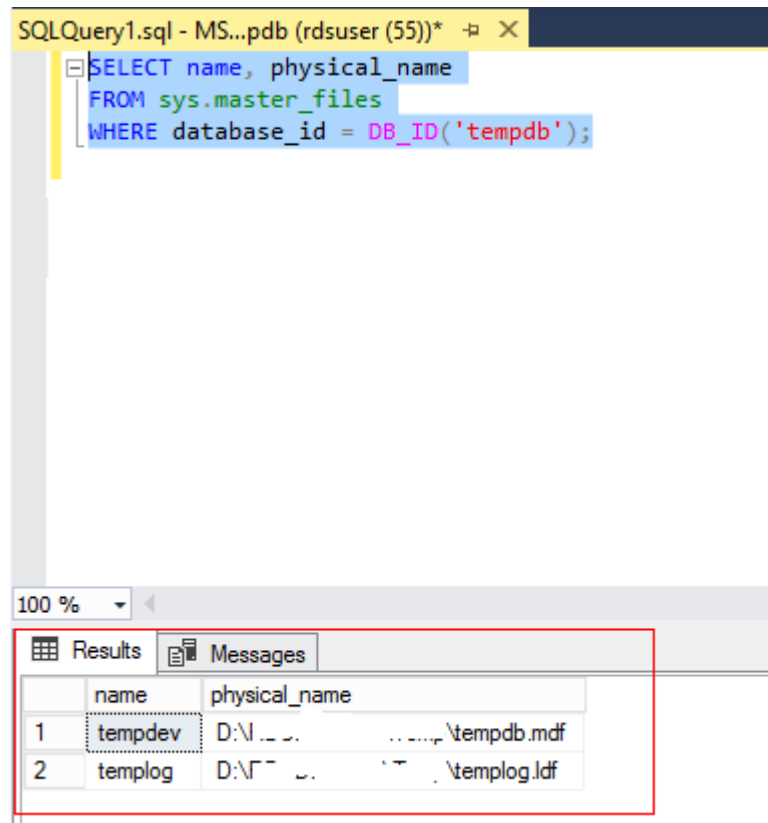 SQLQuery1.sql - MS...pdb (rdsuser (55))*
SELECT name, physical_name
FROM sys.master_files
WHERE database_id = DB_ID('tempdb');
100 %
Results Messages
name physical_name
1 tempdev D:\ \tempdb.mdf
2 templog D:\ \templog.ldf